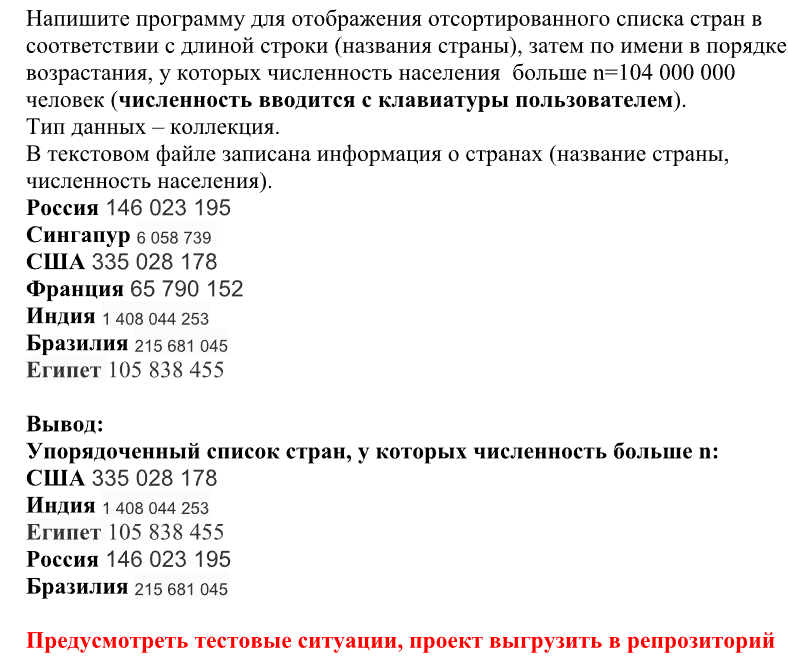 Напишите программу для отображения отсортированного списка стран в
соответствии с длиной строки (названия страны), затем по имени в порядке
возрастания, у которых численность населения больше n=104 000 000
человек (численность вводится с клавиатуры пользователем).
Тип данных – коллекция.
В текстовом файле записана информация о странах (название страны,
численность населения).
Россия 146 023 195
Сингапур 6 058 739
США 335 028 178
Франция 65 790 152
Индия 1 408 044 253
Бразилия 215 681 045
Египет 105 838 455
Вывод:
Упорядоченный список стран, у которых численность больше n:
США 335 028 178
Индия 1 408 044 253
Египет 105 838 455
Россия 146 023 195
Бразилия 215 681 045
Предусмотреть тестовые ситуации, проект выгрузить в репрозиторий